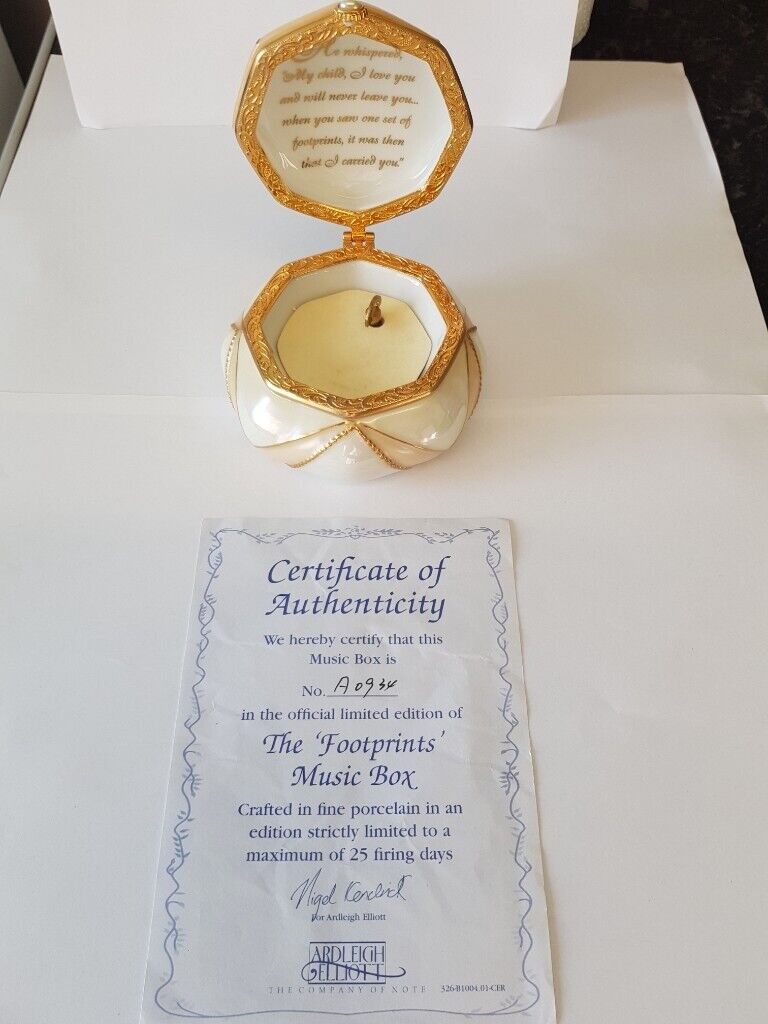 He whispered,
"My child, I love you
and will never leave you...
when you saw one set of
footprints, it was then
that I carried you."
Certificate of
Authenticity
We hereby certify that this
Music Box is
No. A0934
in the official limited edition of
The 'Footprints'
Music Box
Crafted in fine porcelain in an
edition strictly limited to a
maximum of 25 firing days
Nigel Kendrick
For Ardleigh Elliott
ARDLEIGH
ELLIOTT
THE COMPANY OF NOTE
326-B1004.01-CER